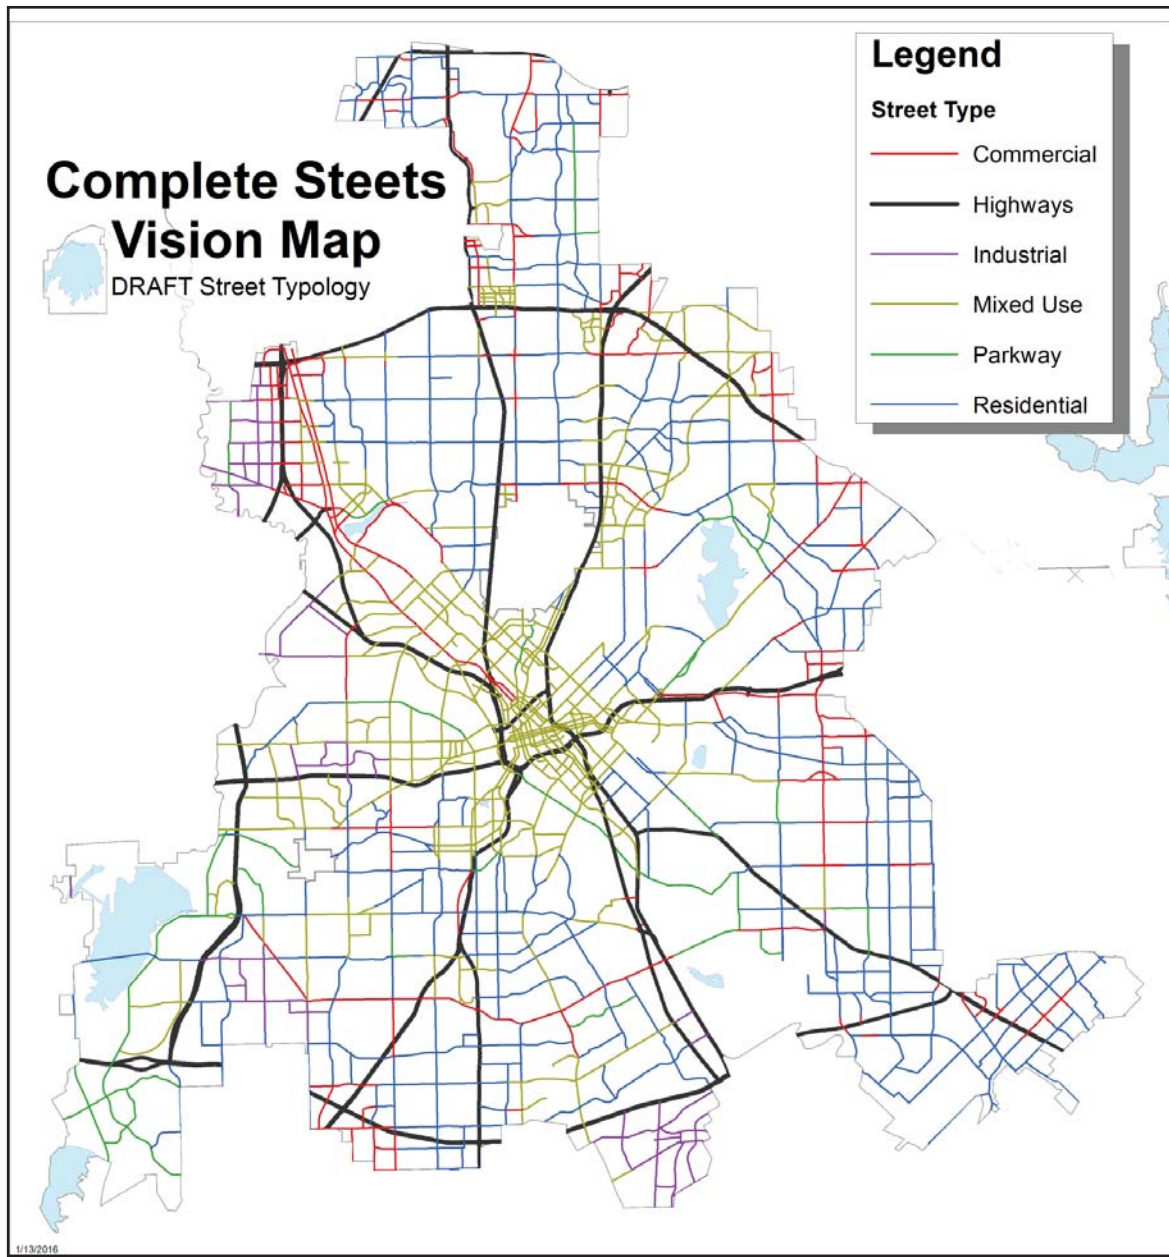 Complete Steets
Vision Map
DRAFT Street Typology
Legend
Street Type
Commercial
Highways
Industrial
Mixed Use
Parkway
Residential
1/13/2016